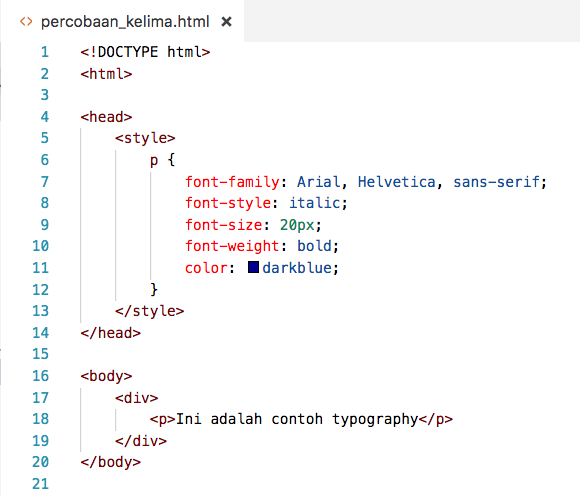 percobaan_kelima.html ×
1 <!DOCTYPE html>
2 <html>
3
4 <head>
5     <style>
6         p {
7             font-family: Arial, Helvetica, sans-serif;
8             font-style: italic;
9             font-size: 20px;
10             font-weight: bold;
11             color: darkblue;
12         }
13     </style>
14 </head>
15
16 <body>
17     <div>
18         <p>Ini adalah contoh typography</p>
19     </div>
20 </body>
21